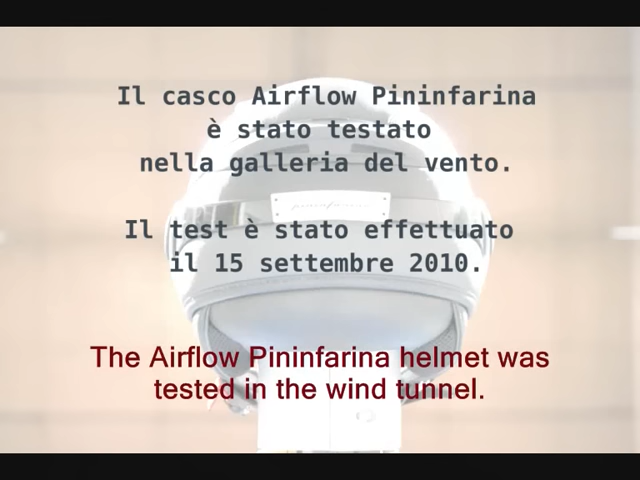 Il casco Airflow Pininfarina
è stato testato
nella galleria del vento.
Il test è stato effettuato
il 15 settembre 2010.
The Airflow Pininfarina helmet was
tested in the wind tunnel.